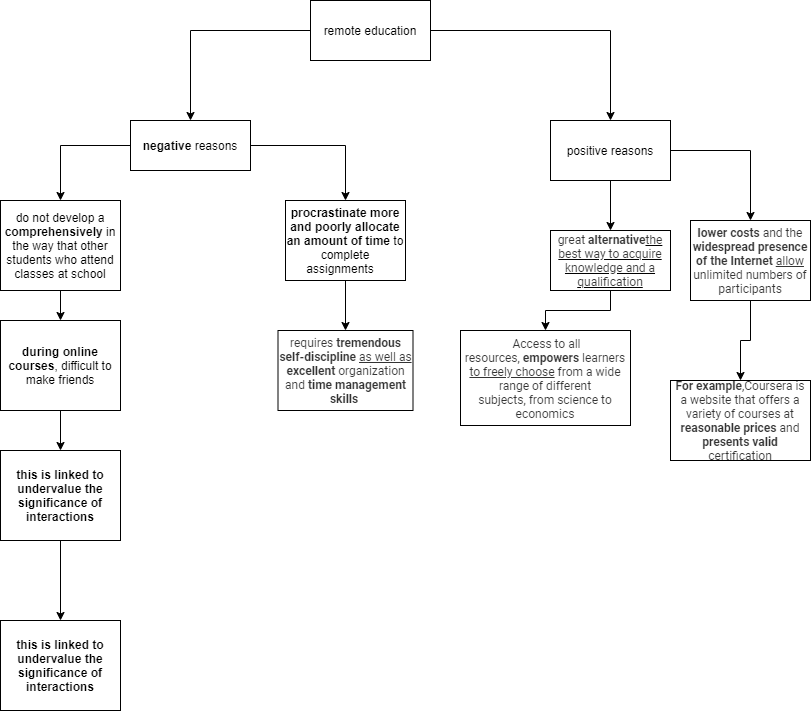 remote education
negative reasons
positive reasons
do not develop a
comprehensively in
the way that other
students who attend
classes at school
procrastinate more
and poorly allocate
an amount of time to
complete
assignments
great alternativethe
best way to acquire
knowledge and a
qualification
lower costs and the
widespread presence
of the Internet allow
unlimited numbers of
participants
during online
courses, difficult to
make friends
requires tremendous
self-discipline as well as
excellent organization
and time management
skills
Access to all
resources, empowers learners
to freely choose from a wide
range of different
subjects, from science to
economics
For example,Coursera is
a website that offers a
variety of courses at
reasonable prices and
presents valid
certification
this is linked to
undervalue the
significance of
interactions
this is linked to
undervalue the
significance of
interactions